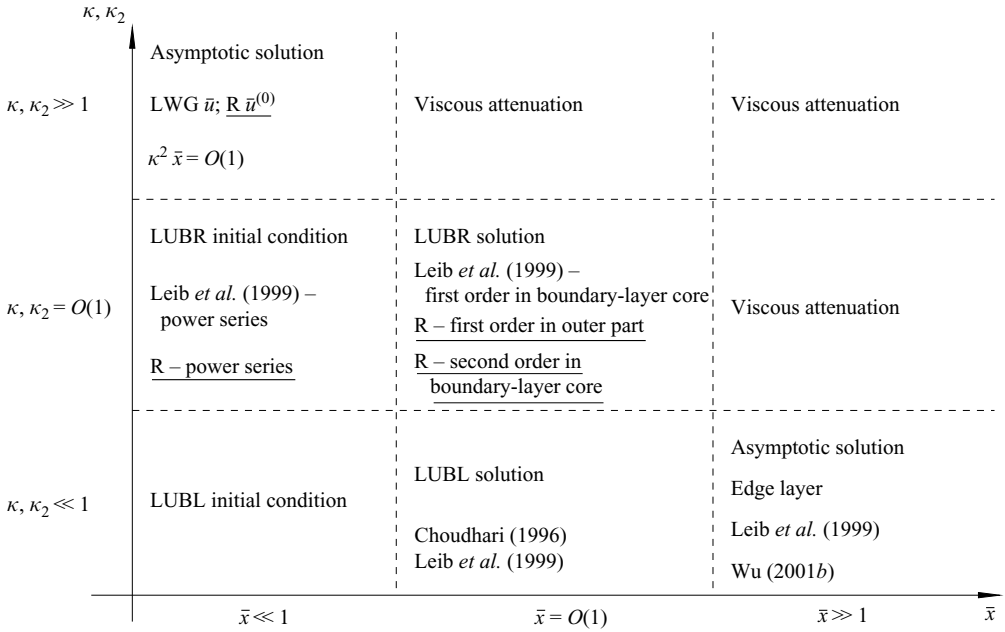 κ, κ₂
κ, κ₂ ≫ 1
Asymptotic solution
LWG ū; R ū⁽⁰⁾
κ² x̄ = O(1)
Viscous attenuation
Viscous attenuation
κ, κ₂ = O(1)
LUBR initial condition
Leib et al. (1999) –
power series
R – power series
LUBR solution
Leib et al. (1999) –
first order in boundary-layer core
R – first order in outer part
R – second order in
boundary-layer core
Viscous attenuation
κ, κ₂ ≪ 1
LUBL initial condition
LUBL solution
Choudhari (1996)
Leib et al. (1999)
Asymptotic solution
Edge layer
Leib et al. (1999)
Wu (2001b)
x̄ ≪ 1
x̄ = O(1)
x̄ ≫ 1
x̄